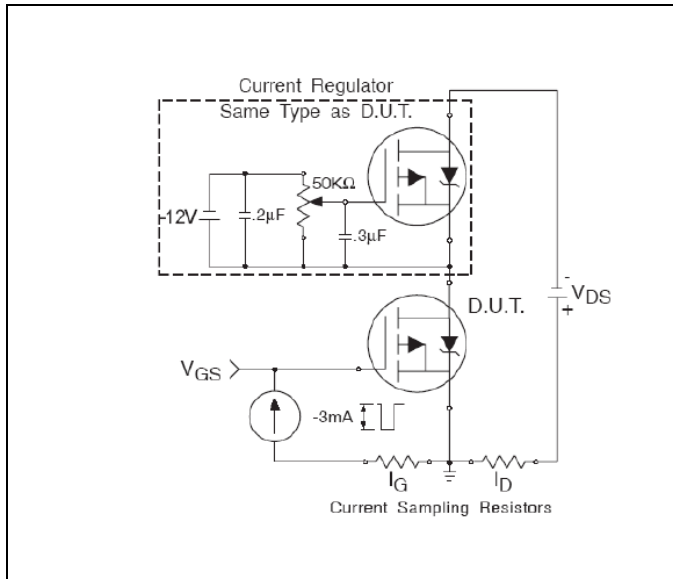 Current Regulator
Same Type as D.U.T.
50KΩ
-12V
.2µF
.3µF
D.U.T.
-
VDS
+
VGS
-3mA
IG
ID
Current Sampling Resistors